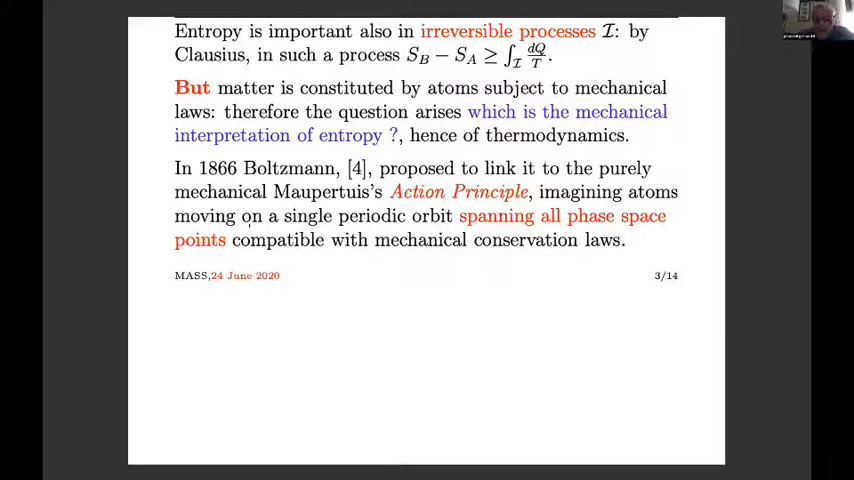 Entropy is important also in irreversible processes ℐ: by
Clausius, in such a process S_B − S_A ≥ ∫_ℐ dQ/T.
But matter is constituted by atoms subject to mechanical
laws: therefore the question arises which is the mechanical
interpretation of entropy ?, hence of thermodynamics.
In 1866 Boltzmann, [4], proposed to link it to the purely
mechanical Maupertuis's Action Principle, imagining atoms
moving on a single periodic orbit spanning all phase space
points compatible with mechanical conservation laws.
MASS,24 June 2020
3/14